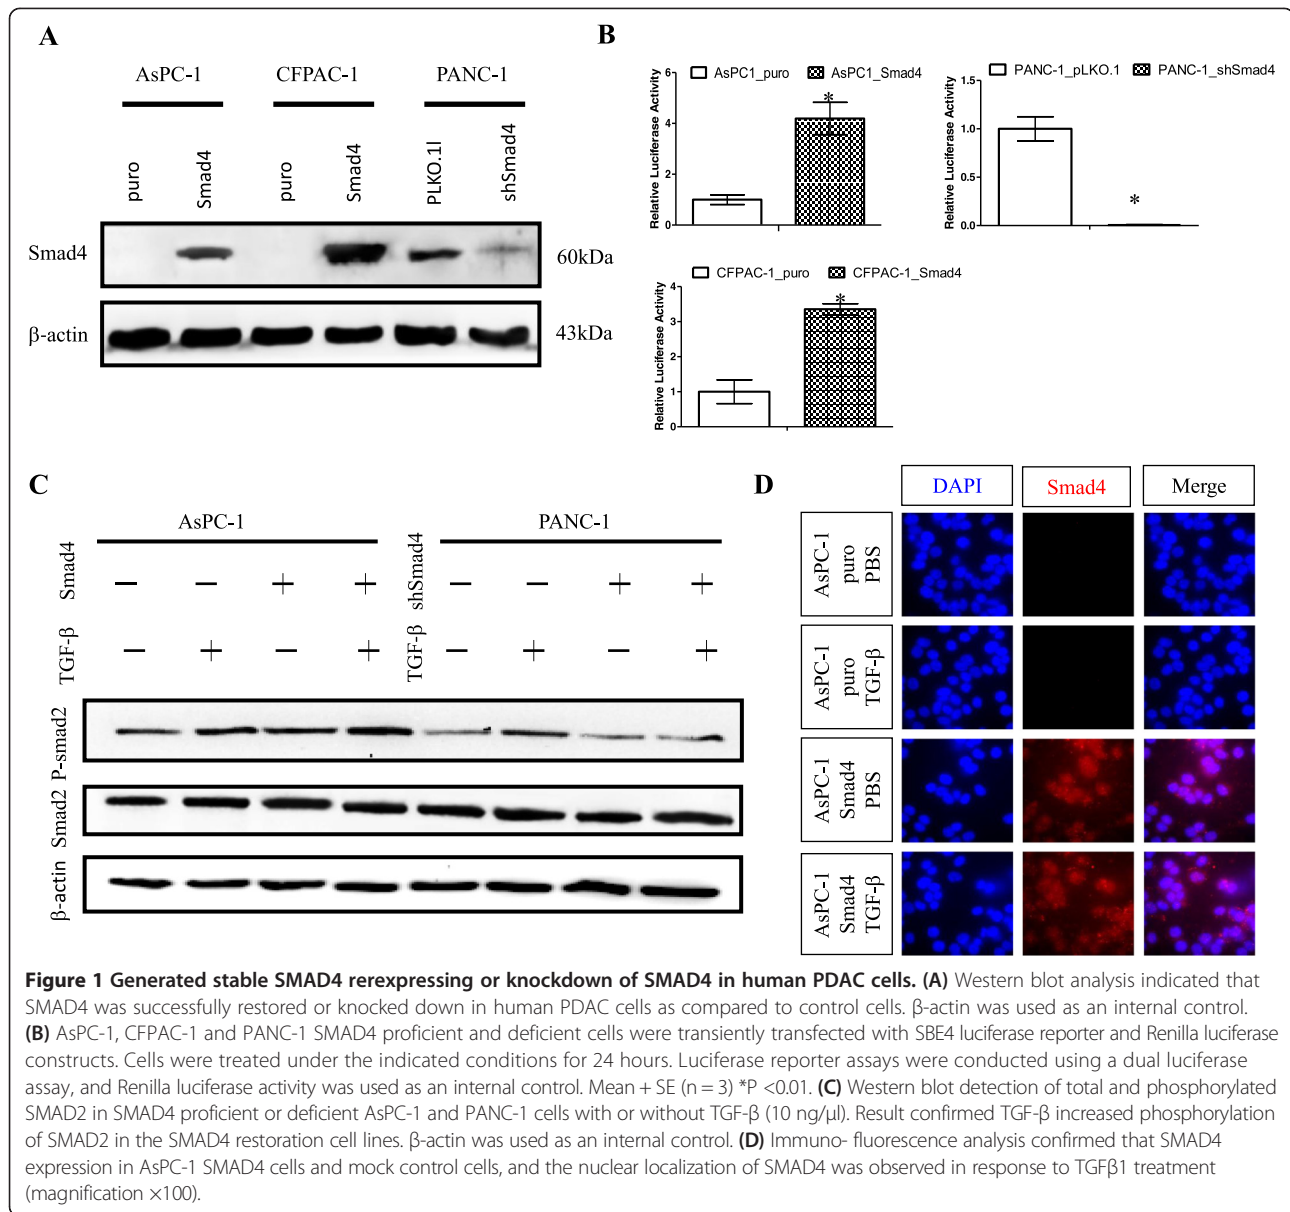 A
AsPC-1 CFPAC-1 PANC-1
puro Smad4 puro Smad4 PLKO.1l shSmad4
Smad4 60kDa
β-actin 43kDa
B
AsPC1_puro AsPC1_Smad4
Relative Luciferase Activity
6
4
2
0
*
PANC-1_pLKO.1 PANC-1_shSmad4
Relative Luciferase Activity
1.5
1.0
0.5
0.0
*
CFPAC-1_puro CFPAC-1_Smad4
Relative Luciferase Activity
4
3
2
1
0
*
C
AsPC-1 PANC-1
Smad4 − − + + shSmad4 − − + +
TGF-β − + − + TGF-β − + − +
P-smad2
Smad2
β-actin
D
DAPI Smad4 Merge
AsPC-1
puro
PBS
AsPC-1
puro
TGF-β
AsPC-1
Smad4
PBS
AsPC-1
Smad4
TGF-β
Figure 1 Generated stable SMAD4 rerexpressing or knockdown of SMAD4 in human PDAC cells. (A) Western blot analysis indicated that
SMAD4 was successfully restored or knocked down in human PDAC cells as compared to control cells. β-actin was used as an internal control.
(B) AsPC-1, CFPAC-1 and PANC-1 SMAD4 proficient and deficient cells were transiently transfected with SBE4 luciferase reporter and Renilla luciferase
constructs. Cells were treated under the indicated conditions for 24 hours. Luciferase reporter assays were conducted using a dual luciferase
assay, and Renilla luciferase activity was used as an internal control. Mean + SE (n = 3) *P <0.01. (C) Western blot detection of total and phosphorylated
SMAD2 in SMAD4 proficient or deficient AsPC-1 and PANC-1 cells with or without TGF-β (10 ng/μl). Result confirmed TGF-β increased phosphorylation
of SMAD2 in the SMAD4 restoration cell lines. β-actin was used as an internal control. (D) Immuno- fluorescence analysis confirmed that SMAD4
expression in AsPC-1 SMAD4 cells and mock control cells, and the nuclear localization of SMAD4 was observed in response to TGFβ1 treatment
(magnification ×100).